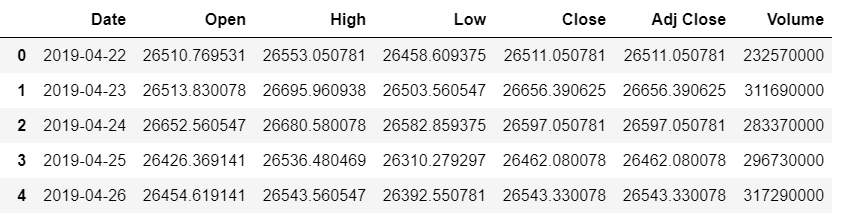 Date Open High Low Close Adj Close Volume
0 2019-04-22 26510.769531 26553.050781 26458.609375 26511.050781 26511.050781 232570000
1 2019-04-23 26513.830078 26695.960938 26503.560547 26656.390625 26656.390625 311690000
2 2019-04-24 26652.560547 26680.580078 26582.859375 26597.050781 26597.050781 283370000
3 2019-04-25 26426.369141 26536.480469 26310.279297 26462.080078 26462.080078 296730000
4 2019-04-26 26454.619141 26543.560547 26392.550781 26543.330078 26543.330078 317290000